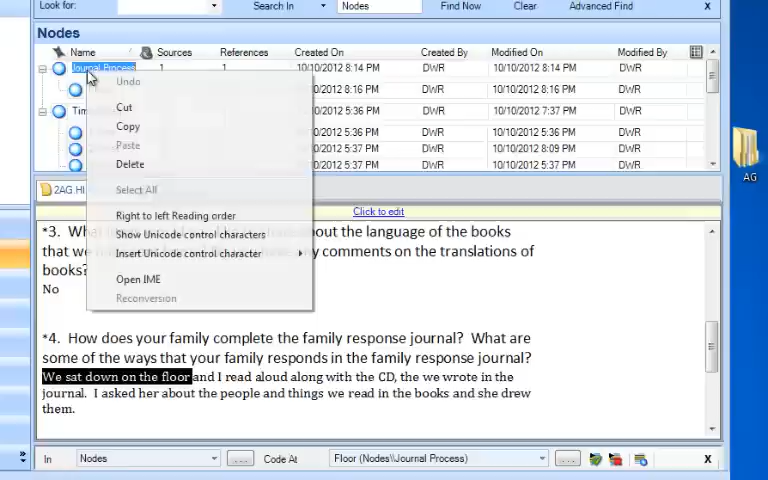 Look for:
Search In
Nodes
Find Now
Clear
Advanced Find
X
Nodes
Name
Sources
References
Created On
Created By
Modified On
Modified By
Journal Process
1
1
10/10/2012 8:14 PM
DWR
10/10/2012 8:14 PM
DWR
10/10/2012 8:16 PM
DWR
10/10/2012 8:16 PM
DWR
10/10/2012 5:36 PM
DWR
10/10/2012 7:37 PM
DWR
10/10/2012 5:36 PM
DWR
10/10/2012 5:36 PM
DWR
10/10/2012 5:37 PM
DWR
10/10/2012 8:09 PM
DWR
10/10/2012 5:37 PM
DWR
10/10/2012 5:37 PM
DWR
Undo
Cut
Copy
Paste
Delete
Select All
Right to left Reading order
Show Unicode control characters
Insert Unicode control character
Open IME
Reconversion
AG
Click to edit
*3. about the language of the books
that we any comments on the translations of
books?
No
*4. How does your family complete the family response journal? What are
some of the ways that your family responds in the family response journal?
We sat down on the floor and I read aloud along with the CD, the we wrote in the
journal. I asked her about the people and things we read in the books and she drew
them.
In
Nodes
...
Code At
Floor (Nodes\\Journal Process)
...
X